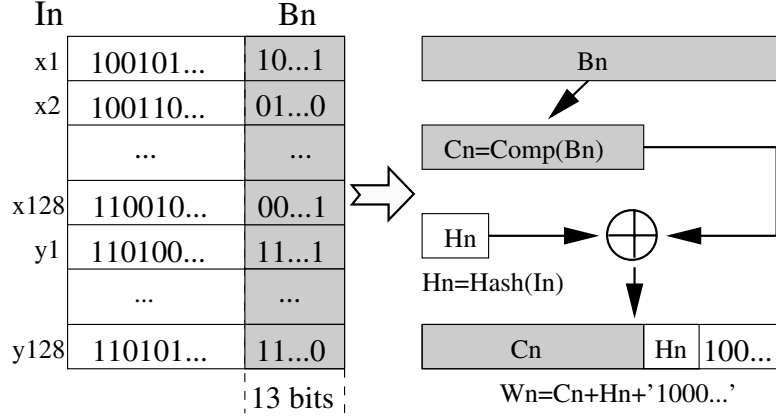 In Bn
x1 100101... 10...1
x2 100110... 01...0
... ...
x128 110010... 00...1
y1 110100... 11...1
... ...
y128 110101... 11...0
13 bits
Bn
Cn=Comp(Bn)
Hn
Hn=Hash(In)
Cn Hn 100...
Wn=Cn+Hn+'1000...'